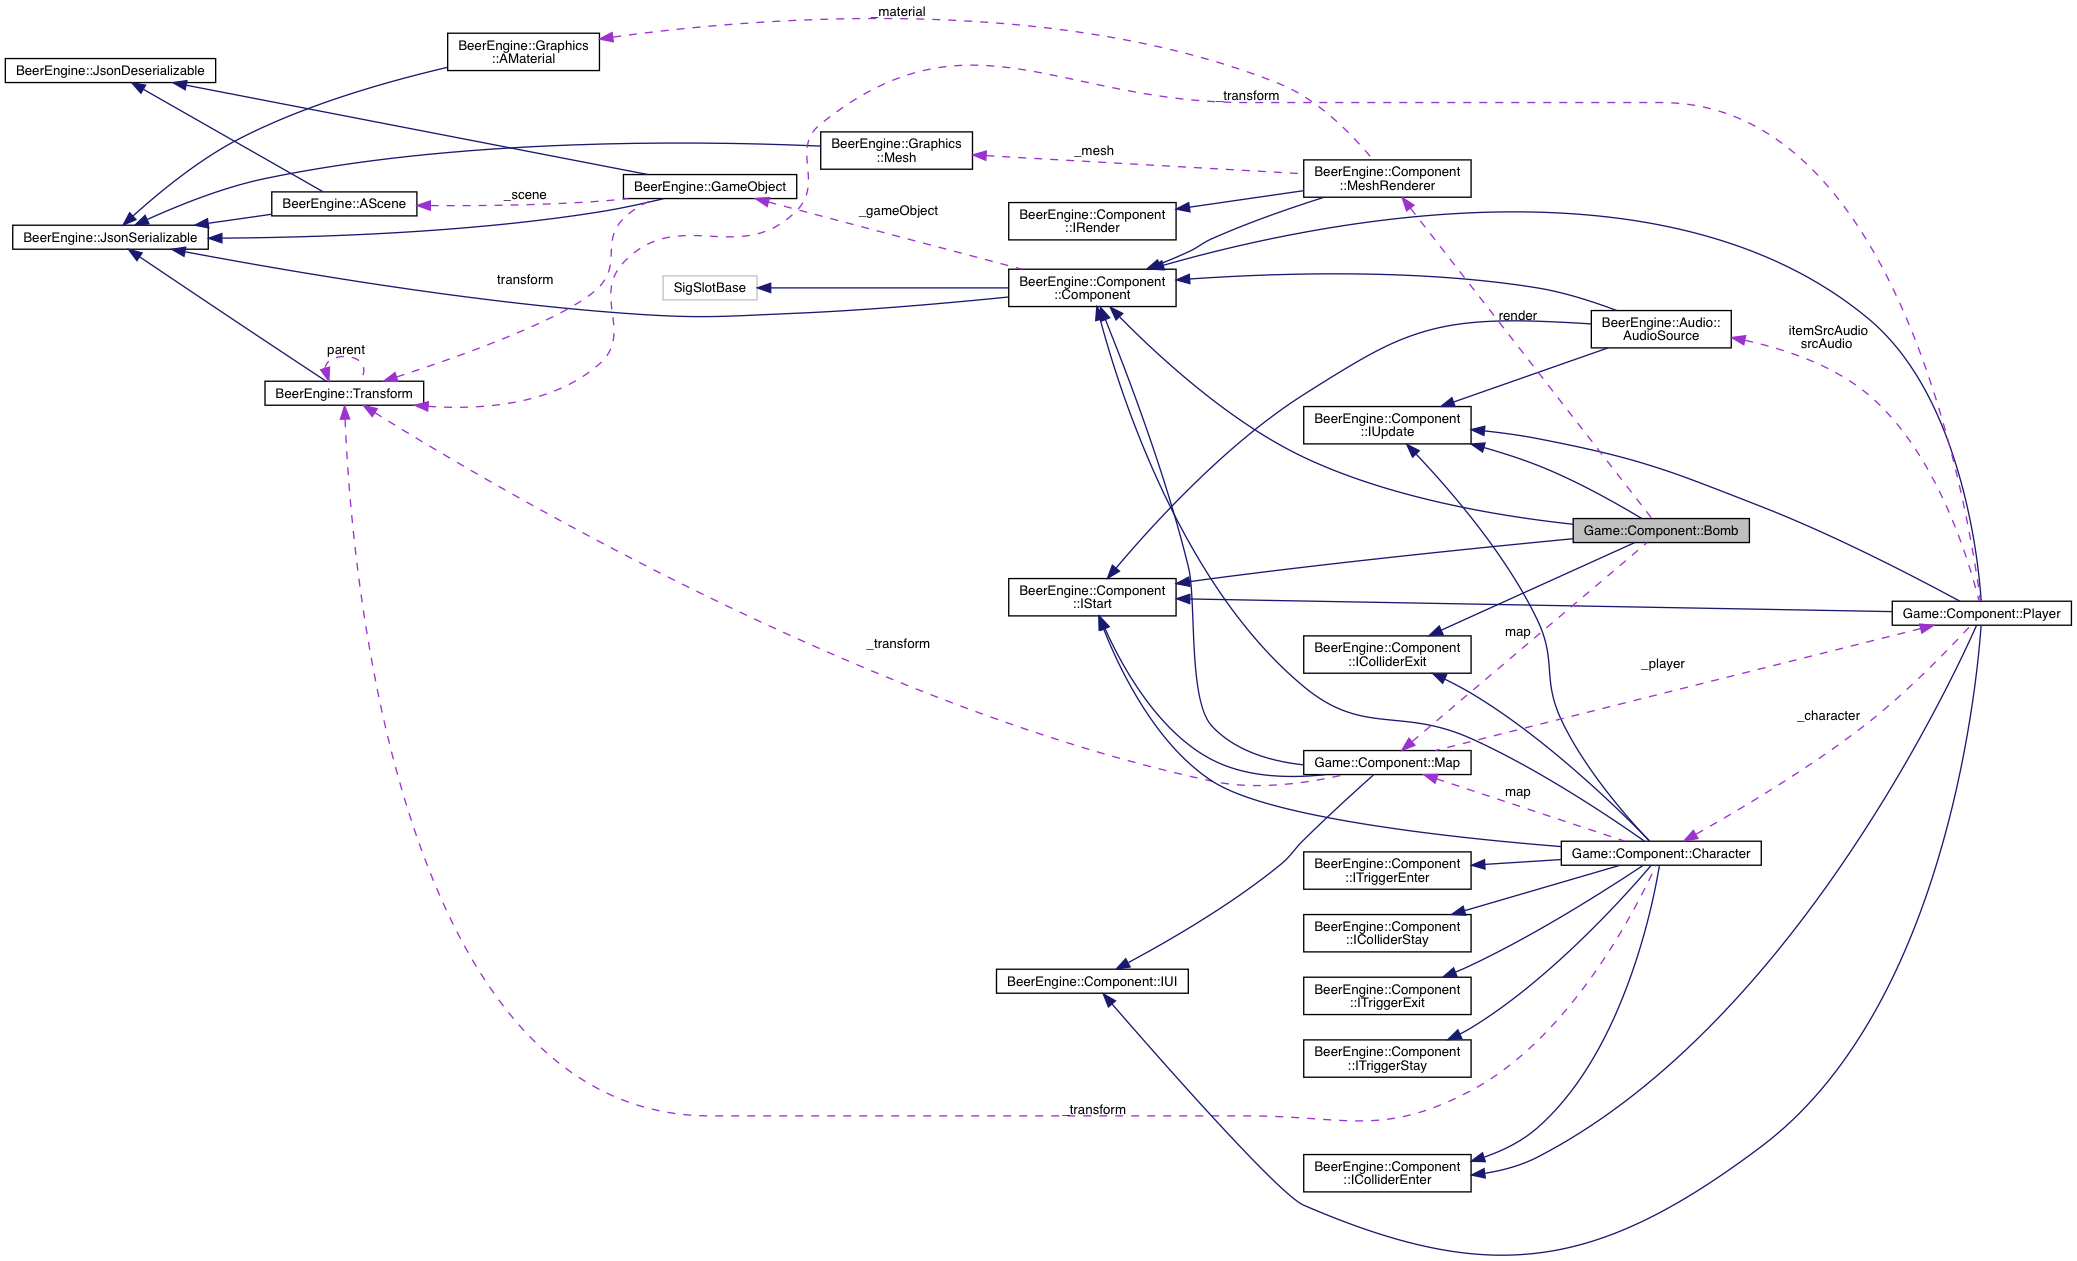 _material
BeerEngine::Graphics
::AMaterial
BeerEngine::JsonDeserializable
_transform
BeerEngine::Graphics
::Mesh
_mesh
BeerEngine::Component
::MeshRenderer
BeerEngine::GameObject
_scene
BeerEngine::AScene
_gameObject
BeerEngine::Component
::IRender
BeerEngine::JsonSerializable
transform
SigSlotBase
BeerEngine::Component
::Component
render
BeerEngine::Audio::
AudioSource
itemSrcAudio
srcAudio
parent
BeerEngine::Transform
BeerEngine::Component
::IUpdate
Game::Component::Bomb
BeerEngine::Component
::IStart
Game::Component::Player
map
BeerEngine::Component
::IColliderExit
_transform
_player
_character
Game::Component::Map
map
Game::Component::Character
BeerEngine::Component
::ITriggerEnter
BeerEngine::Component
::IColliderStay
BeerEngine::Component::IUI
BeerEngine::Component
::ITriggerExit
BeerEngine::Component
::ITriggerStay
_transform
BeerEngine::Component
::IColliderEnter